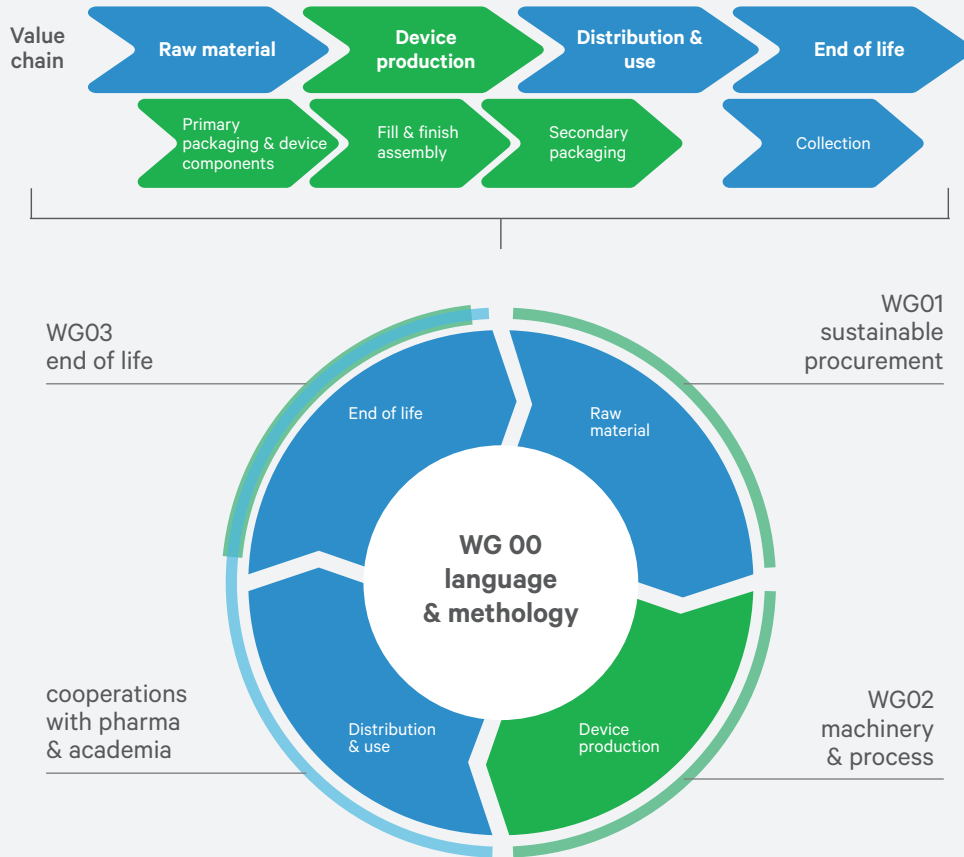 Value
chain
Raw material
Device
production
Distribution &
use
End of life
Primary
packaging & device
components
Fill & finish
assembly
Secondary
packaging
Collection
WG03
end of life
WG01
sustainable
procurement
End of life
Raw
material
WG 00
language
& methology
cooperations
with pharma
& academia
Distribution
& use
Device
production
WG02
machinery
& process